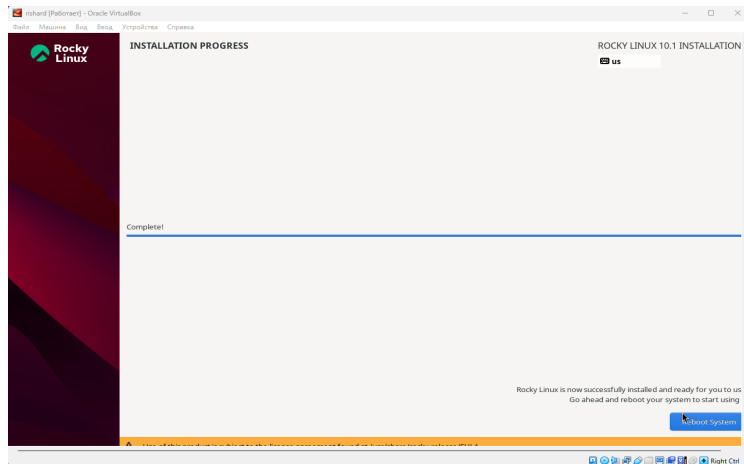 rishard [Работает] - Oracle VirtualBox
Файл Машина Вид Ввод Устройства Справка
Rocky Linux
INSTALLATION PROGRESS
ROCKY LINUX 10.1 INSTALLATION
us
Complete!
Rocky Linux is now successfully installed and ready for you to us
Go ahead and reboot your system to start using
Reboot System
Right Ctrl